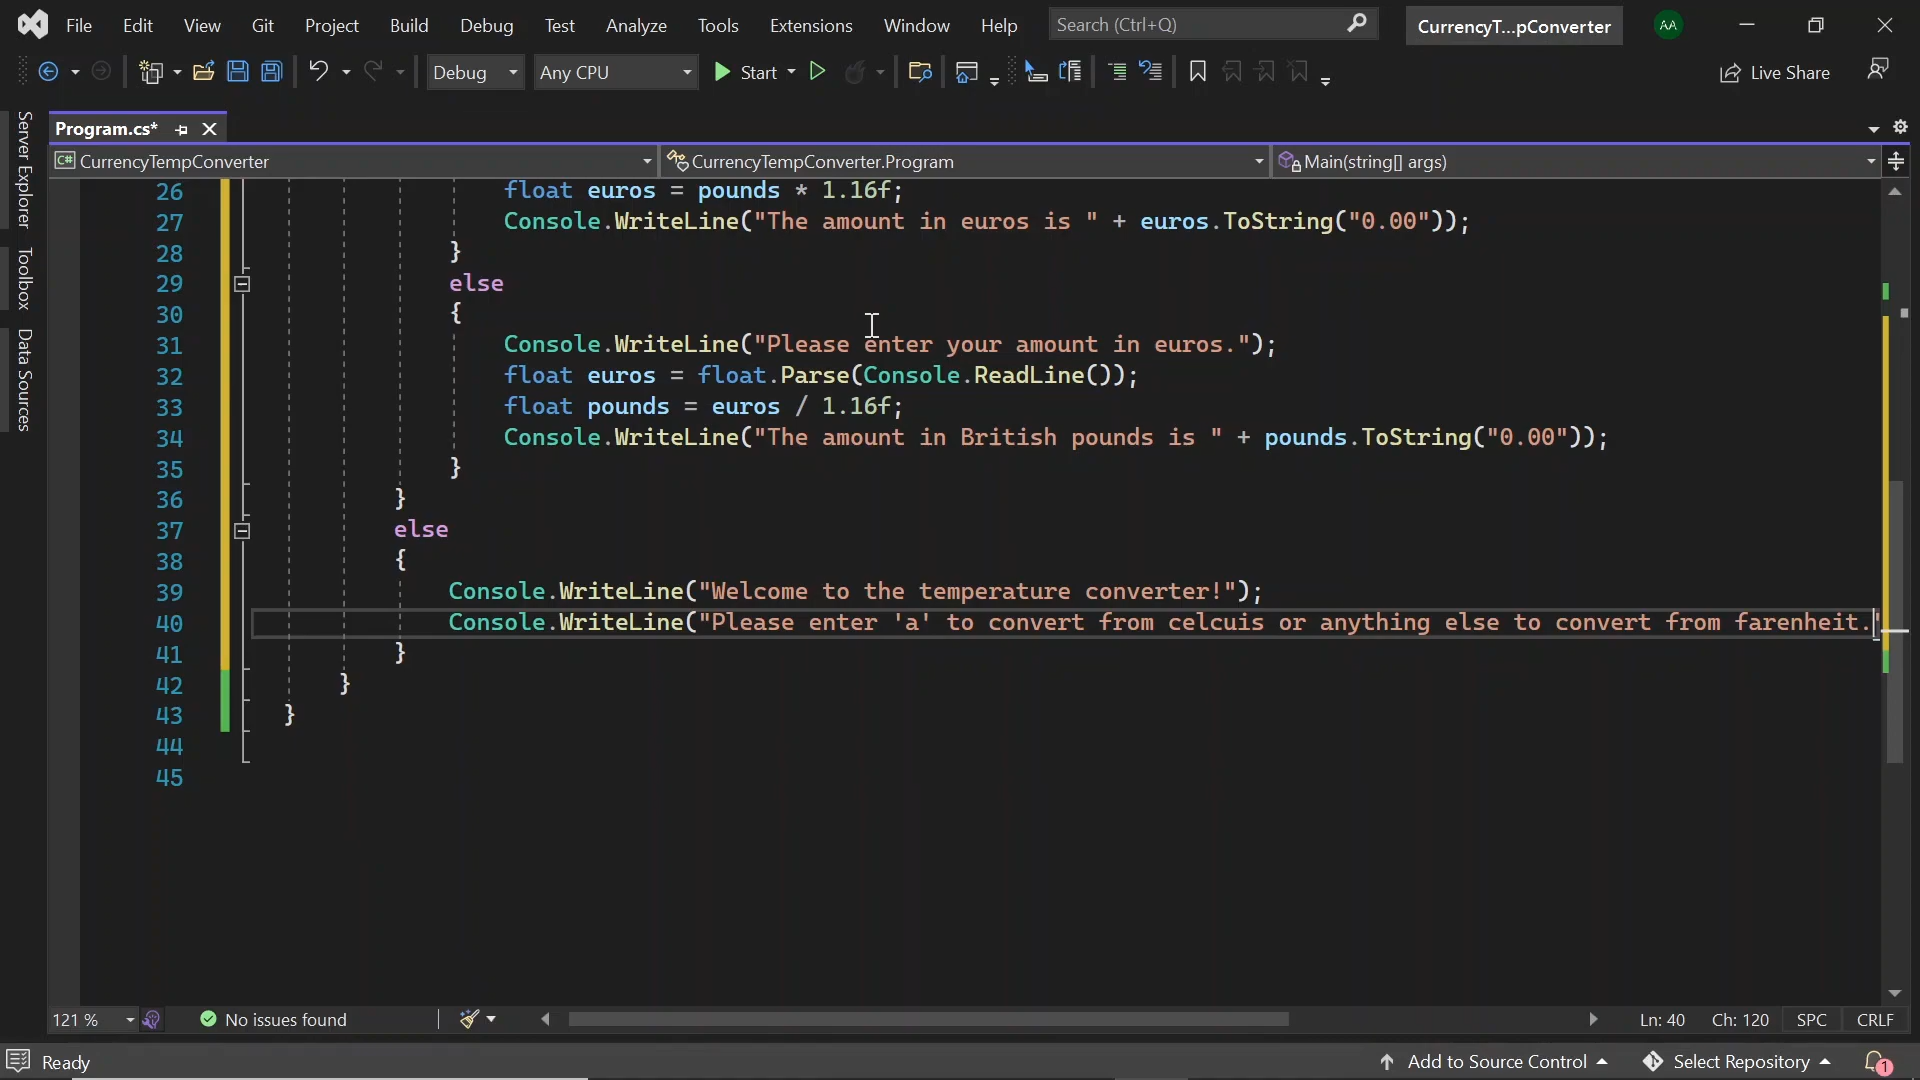 File Edit View Git Project Build Debug Test Analyze Tools Extensions Window Help Search (Ctrl+Q) CurrencyT...pConverter AA
Debug Any CPU Start Live Share
Server Explorer
Toolbox
Data Sources
Program.cs*
C# CurrencyTempConverter CurrencyTempConverter.Program Main(string[] args)
26 float euros = pounds * 1.16f;
27 Console.WriteLine("The amount in euros is " + euros.ToString("0.00"));
28 }
29 else
30 {
31 Console.WriteLine("Please enter your amount in euros.");
32 float euros = float.Parse(Console.ReadLine());
33 float pounds = euros / 1.16f;
34 Console.WriteLine("The amount in British pounds is " + pounds.ToString("0.00"));
35 }
36 }
37 else
38 {
39 Console.WriteLine("Welcome to the temperature converter!");
40 Console.WriteLine("Please enter 'a' to convert from celcuis or anything else to convert from farenheit."
41 }
42 }
43 }
44
45
121 % No issues found Ln: 40 Ch: 120 SPC CRLF
Ready Add to Source Control Select Repository 1